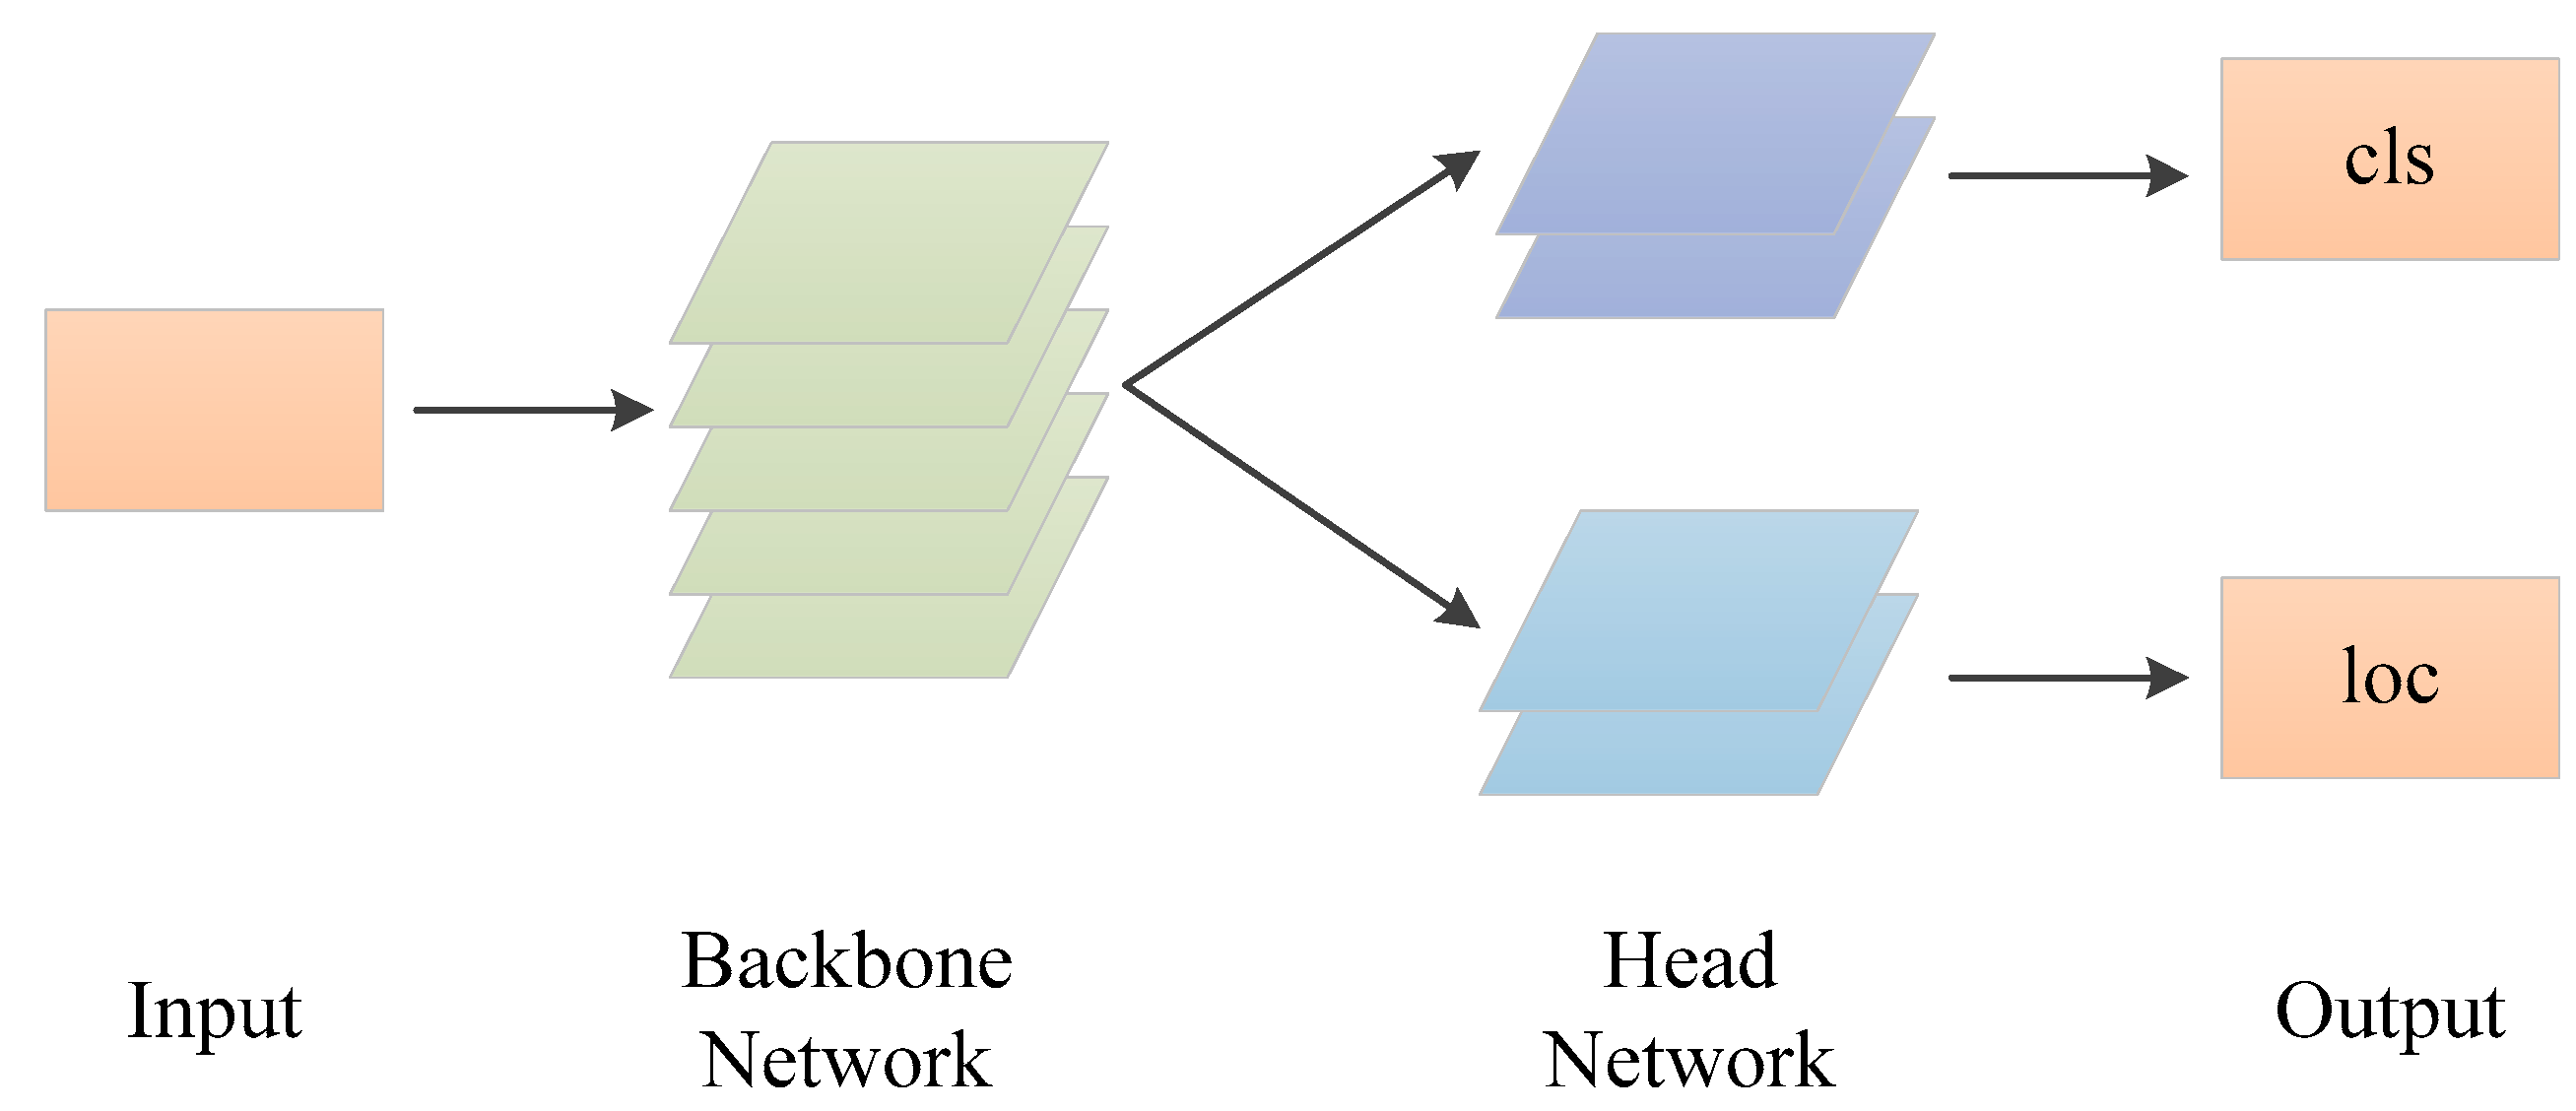 cls
loc
Input
Backbone
Network
Head
Network
Output